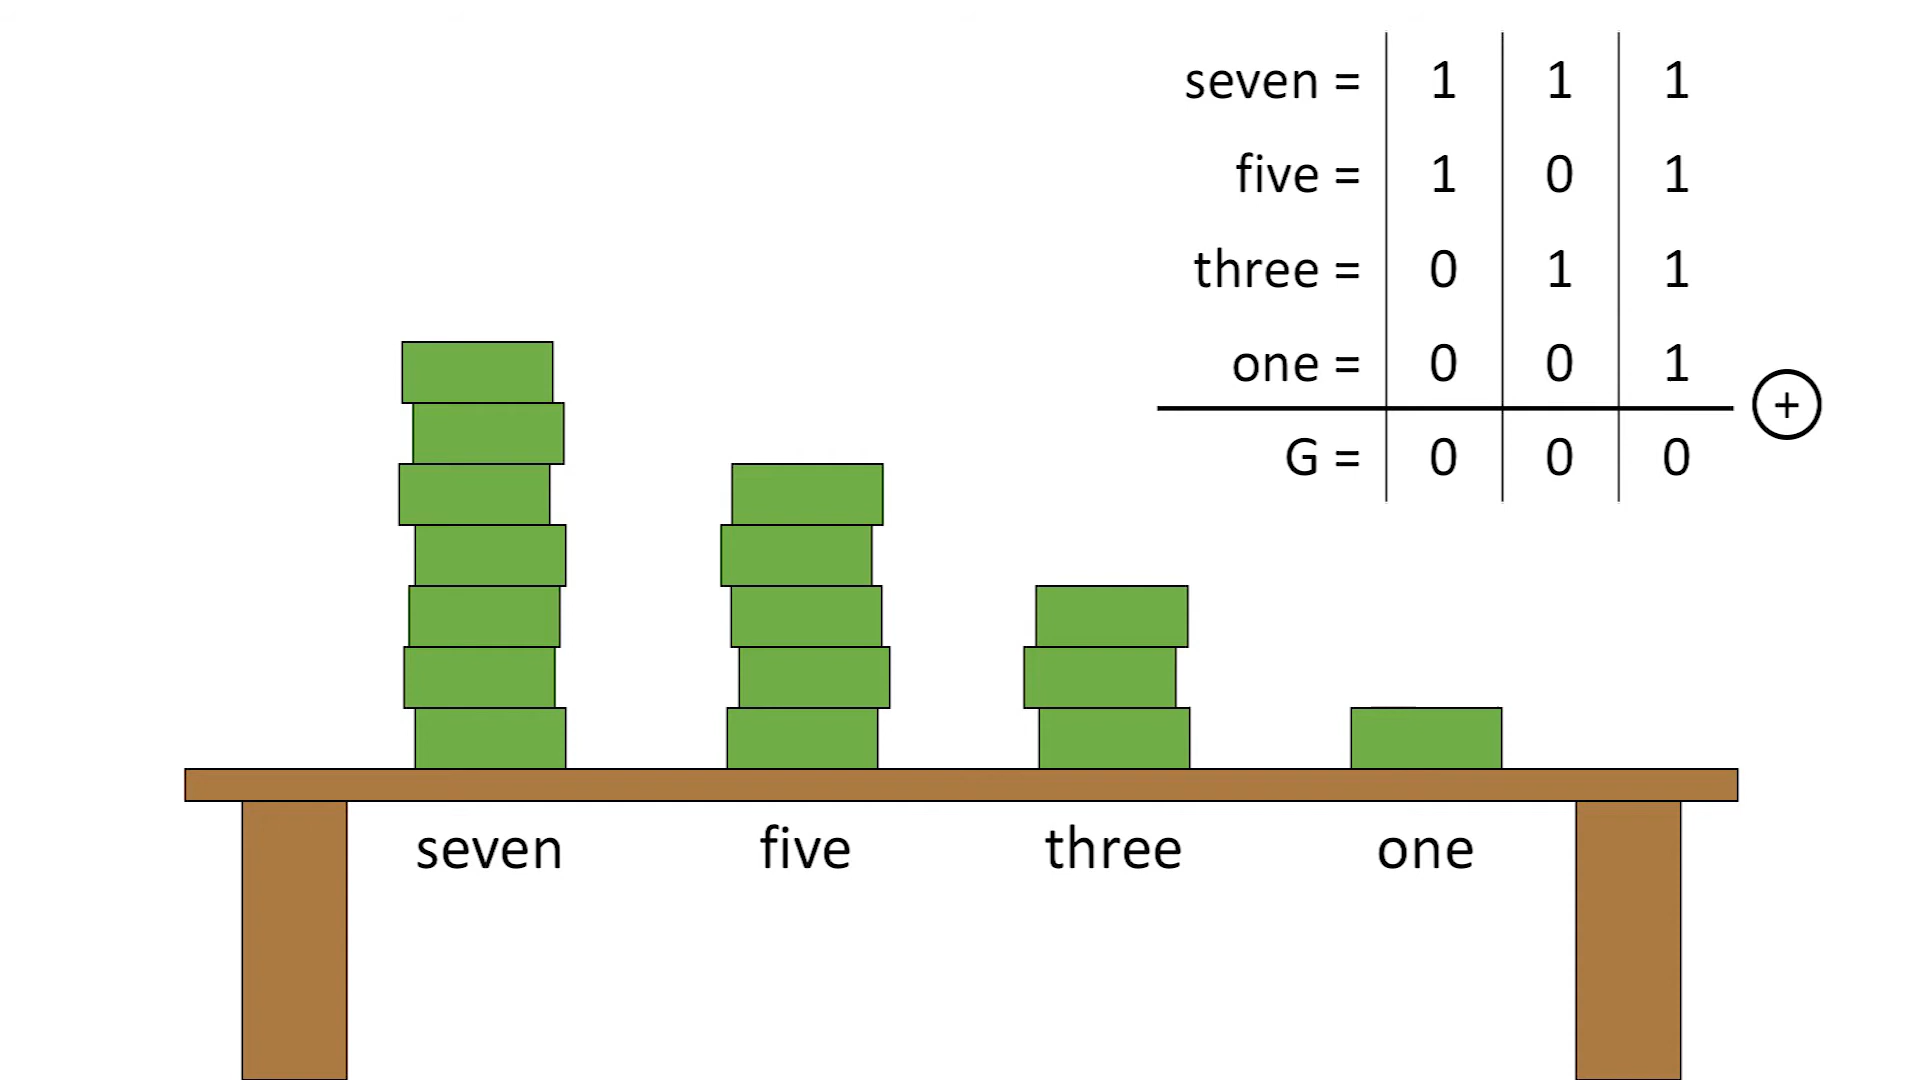 seven = 1 1 1
five = 1 0 1
three = 0 1 1
one = 0 0 1
+
G = 0 0 0
seven five three one